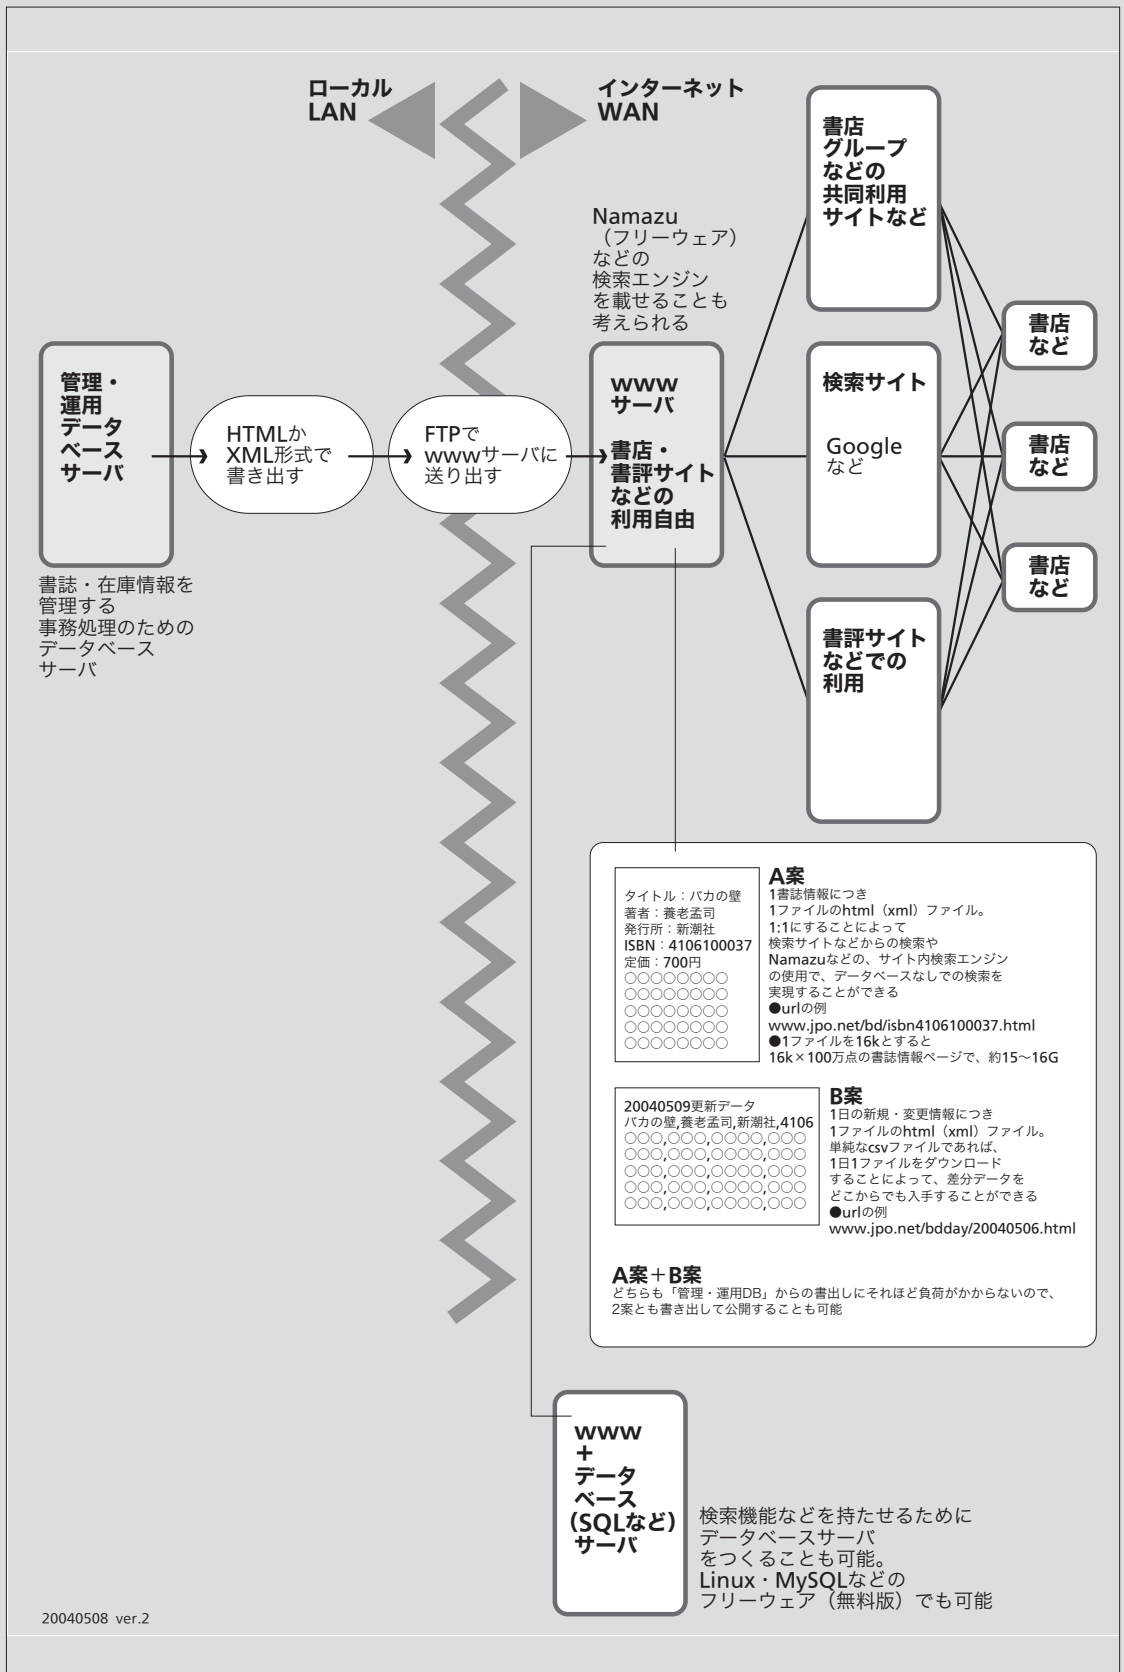 ローカル
LAN
インターネット
WAN
書店
グループ
などの
共同利用
サイトなど
Namazu
（フリーウェア）
などの
検索エンジン
を載せることも
考えられる
書店
など
管理・
運用
データ
ベース
サーバ
HTMLか
XML形式で
書き出す
FTPで
wwwサーバに
送り出す
www
サーバ
書店・
書評サイト
などの
利用自由
検索サイト
Google
など
書店
など
書店
など
書誌・在庫情報を
管理する
事務処理のための
データベース
サーバ
書評サイト
などでの
利用
タイトル：バカの壁
著者：養老孟司
発行所：新潮社
ISBN：4106100037
定価：700円
○○○○○○○○
○○○○○○○○
○○○○○○○○
○○○○○○○○
○○○○○○○○
A案
1書誌情報につき
1ファイルのhtml（xml）ファイル。
1:1にすることによって
検索サイトなどからの検索や
Namazuなどの、サイト内検索エンジン
の使用で、データベースなしでの検索を
実現することができる
●urlの例
www.jpo.net/bd/isbn4106100037.html
●1ファイルを16kとすると
16k×100万点の書誌情報ページで、約15〜16G
20040509更新データ
バカの壁,養老孟司,新潮社,4106
○○○,○○○,○○○○,○○○
○○○,○○○,○○○○,○○○
○○○,○○○,○○○○,○○○
○○○,○○○,○○○○,○○○
○○○,○○○,○○○○,○○○
B案
1日の新規・変更情報につき
1ファイルのhtml（xml）ファイル。
単純なcsvファイルであれば、
1日1ファイルをダウンロード
することによって、差分データを
どこからでも入手することができる
●urlの例
www.jpo.net/bdday/20040506.html
A案＋B案
どちらも「管理・運用DB」からの書出しにそれほど負荷がかからないので、
2案とも書き出して公開することも可能
www
＋
データ
ベース
（SQLなど）
サーバ
検索機能などを持たせるために
データベースサーバ
をつくることも可能。
Linux・MySQLなどの
フリーウェア（無料版）でも可能
20040508 ver.2